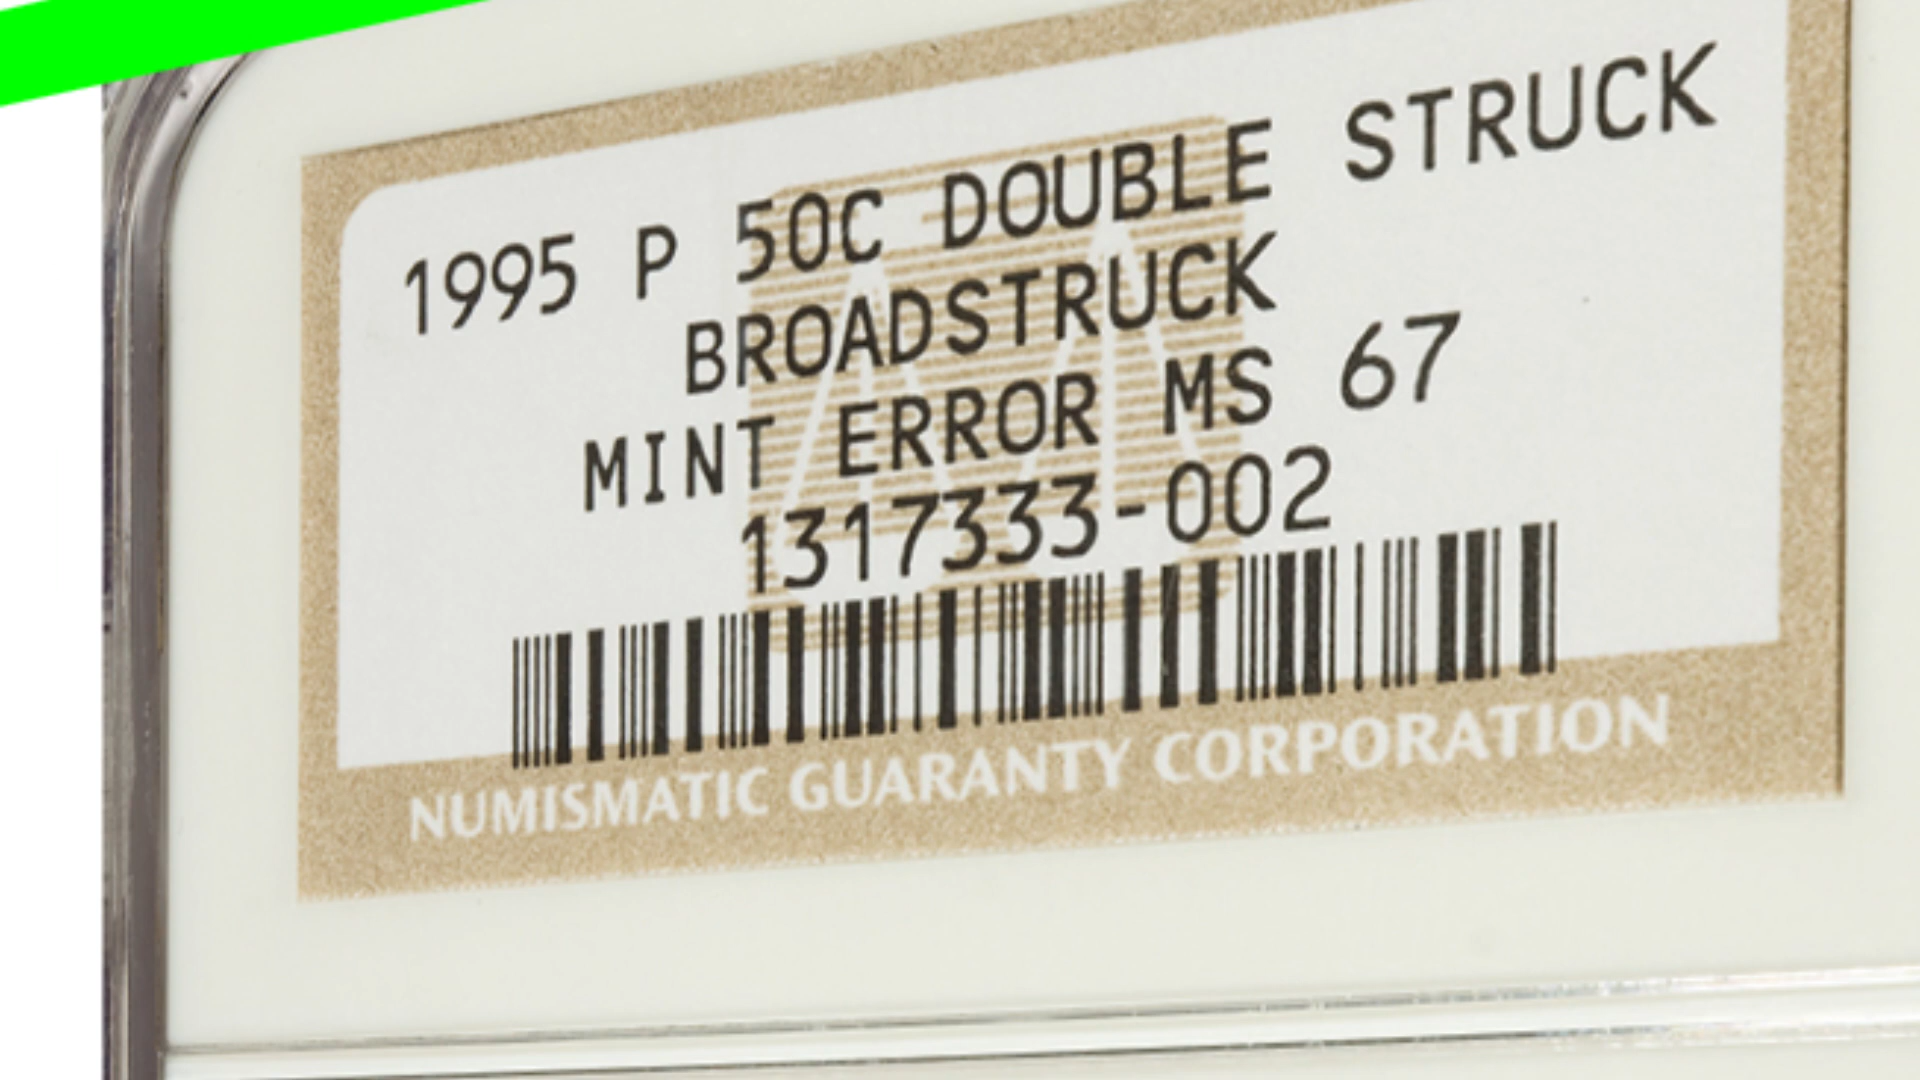 1995 P 50C DOUBLE STRUCK
BROADSTRUCK
MINT ERROR MS 67
1317333-002
NUMISMATIC GUARANTY CORPORATION